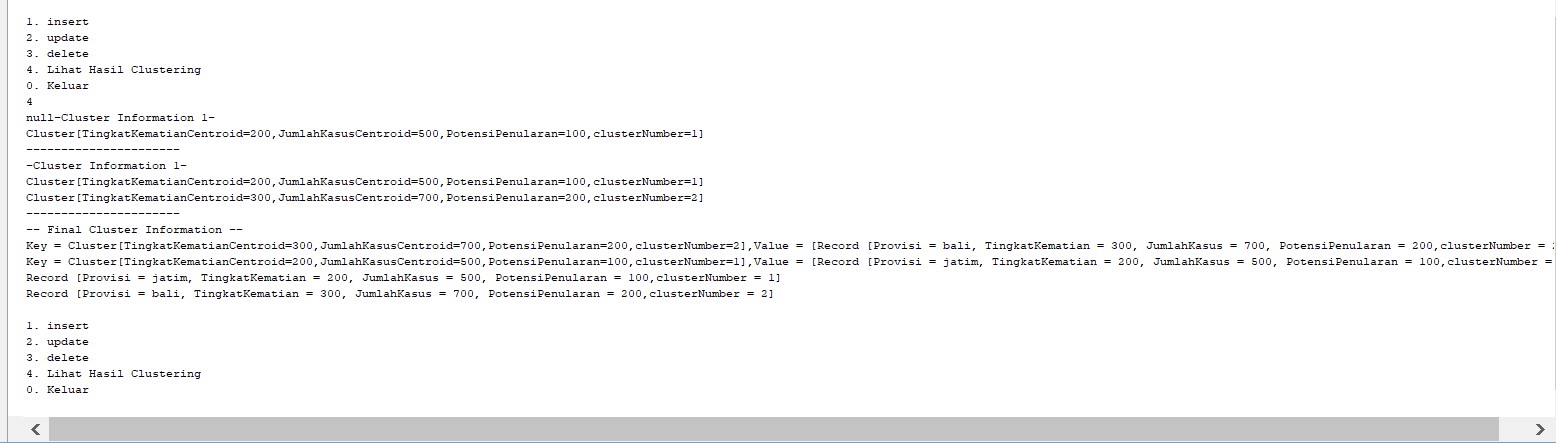 1. insert
2. update
3. delete
4. Lihat Hasil Clustering
0. Keluar
4
null-Cluster Information 1-
Cluster[TingkatKematianCentroid=200,JumlahKasusCentroid=500,PotensiPenularan=100,clusterNumber=1]
----------------------
-Cluster Information 1-
Cluster[TingkatKematianCentroid=200,JumlahKasusCentroid=500,PotensiPenularan=100,clusterNumber=1]
Cluster[TingkatKematianCentroid=300,JumlahKasusCentroid=700,PotensiPenularan=200,clusterNumber=2]
----------------------
-- Final Cluster Information --
Key = Cluster[TingkatKematianCentroid=300,JumlahKasusCentroid=700,PotensiPenularan=200,clusterNumber=2],Value = [Record [Provisi = bali, TingkatKematian = 300, JumlahKasus = 700, PotensiPenularan = 200,clusterNumber =
Key = Cluster[TingkatKematianCentroid=200,JumlahKasusCentroid=500,PotensiPenularan=100,clusterNumber=1],Value = [Record [Provisi = jatim, TingkatKematian = 200, JumlahKasus = 500, PotensiPenularan = 100,clusterNumber =
Record [Provisi = jatim, TingkatKematian = 200, JumlahKasus = 500, PotensiPenularan = 100,clusterNumber = 1]
Record [Provisi = bali, TingkatKematian = 300, JumlahKasus = 700, PotensiPenularan = 200,clusterNumber = 2]
1. insert
2. update
3. delete
4. Lihat Hasil Clustering
0. Keluar